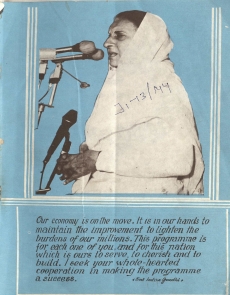 Our economy is on the move. It is in our hands to
maintain the improvement to lighten the
burdens of our millions. This programme is
for each one of you, and for this nation
which is ours to serve, to cherish and to
build. I seek your whole-hearted
cooperation in making the programme
a success.